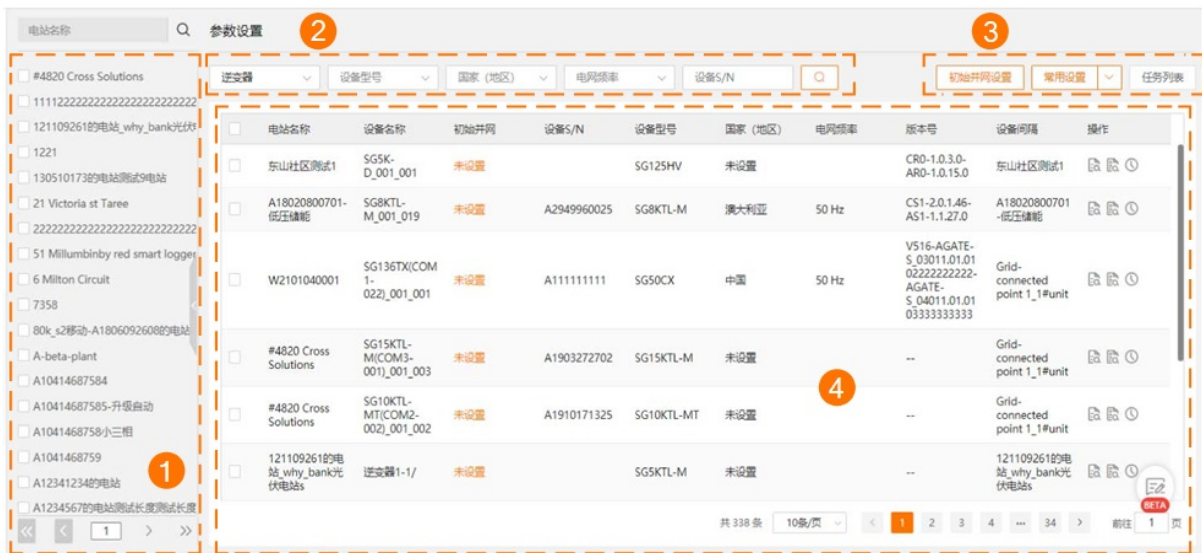 电站名称
参数设置
2
3
#4820 Cross Solutions
11112222222222222222222222
121109261的电站_why_bank光伏
1221
130510173的电站测试9电站
21 Victoria st Taree
51 Millumbinby red smart logger
6 Milton Circuit
7358
80k_s2移动-A1806092608的电站
A-beta-plant
A10414687584
A10414687585-升级自动
A1041468758小三相
A1041468759
A12341234的电站
A1234567的电站测试长度测试长度
1
1
逆变器 设备型号 国家（地区） 电网频率 设备S/N
初始并网设置 常用设置 任务列表
电站名称 设备名称 初始并网 设备S/N 设备型号 国家（地区） 电网频率 版本号 设备间隔 操作
东山社区测试1 SG5K-D_001_001 未设置 SG125HV 未设置 CR0-1.0.3.0-AR0-1.0.15.0 东山社区测试1
A18020800701-低压储能 SG8KTL-M_001_019 未设置 A2949960025 SG8KTL-M 澳大利亚 50 Hz CS1-2.0.1.46-AS1-1.1.27.0 A18020800701-低压储能
W2101040001 SG136TX(COM1-022)_001_001 未设置 A111111111 SG50CX 中国 50 Hz V516-AGATE-S_03011.01.0102222222222-AGATE-S_04011.01.0103333333333 Grid-connected point 1_1#unit
#4820 Cross Solutions SG15KTL-M(COM3-001)_001_003 未设置 A1903272702 SG15KTL-M 未设置 -- Grid-connected point 1_1#unit
4
#4820 Cross Solutions SG10KTL-MT(COM2-002)_001_002 未设置 A1910171325 SG10KTL-MT 未设置 -- Grid-connected point 1_1#unit
121109261的电站_why_bank光伏电站s 逆变器1-1/ 未设置 SG5KTL-M 未设置 -- 121109261的电站_why_bank光伏电站s
BETA
共 338 条 10条/页 1 2 3 4 ... 34 前往 1 页